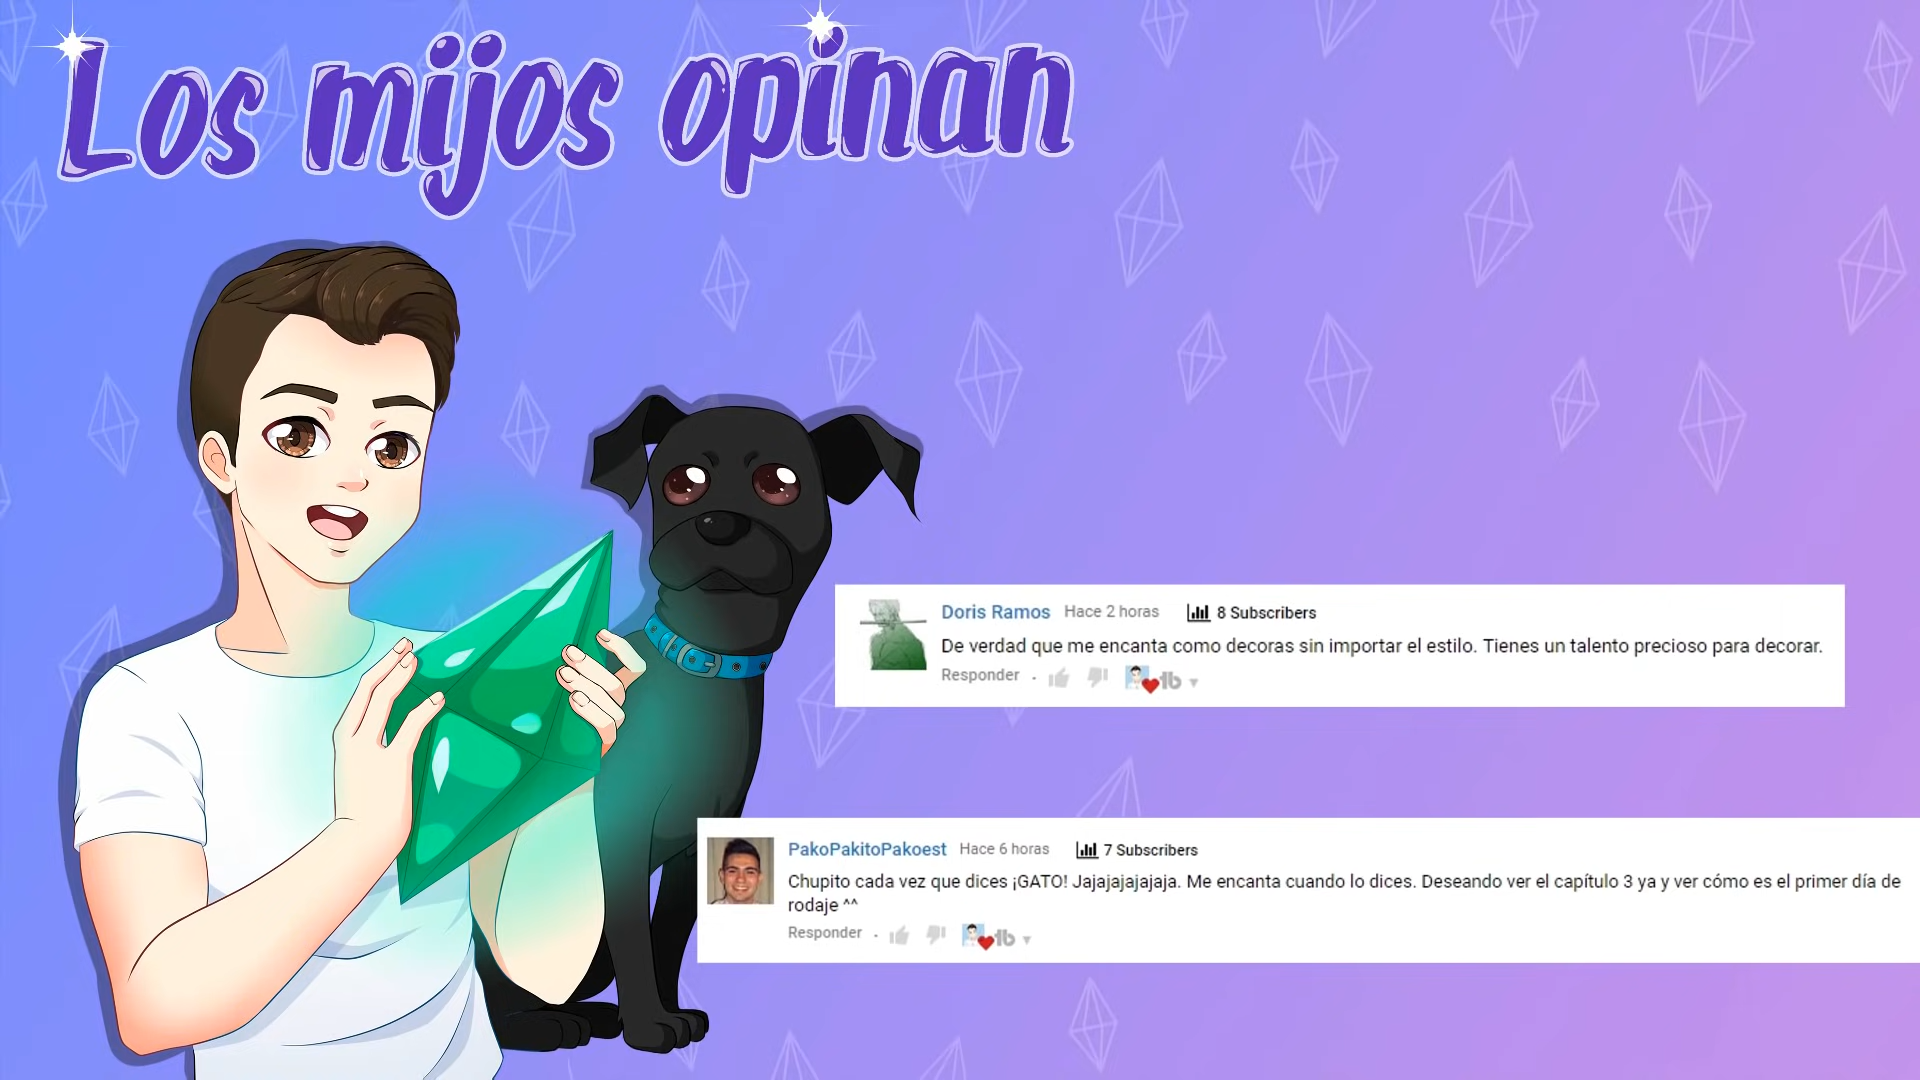 Los mijos opinan
Doris Ramos Hace 2 horas 8 Subscribers
De verdad que me encanta como decoras sin importar el estilo. Tienes un talento precioso para decorar.
Responder
PakoPakitoPakoest Hace 6 horas 7 Subscribers
Chupito cada vez que dices ¡GATO! Jajajajajajaja. Me encanta cuando lo dices. Deseando ver el capítulo 3 ya y ver cómo es el primer día de
rodaje ^^
Responder